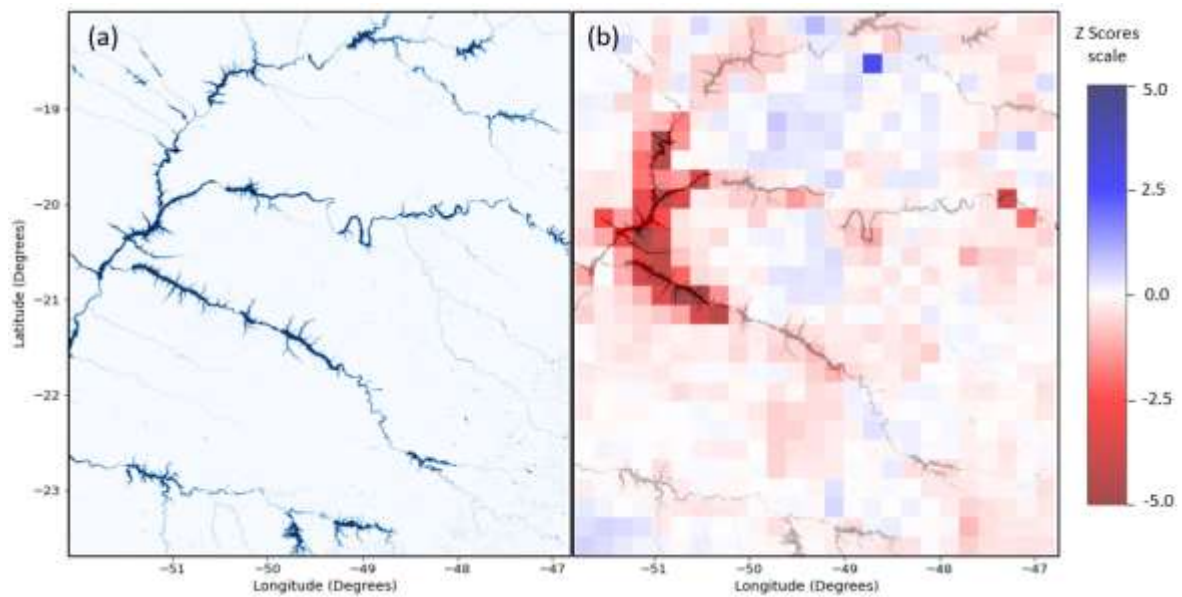 (a)
(b)
Z Scores
scale
5.0
2.5
0.0
-2.5
-5.0
−19
−20
−21
−22
−23
Latitude (Degrees)
−51
−50
−49
−48
−47
Longitude (Degrees)
−51
−50
−49
−48
−47
Longitude (Degrees)